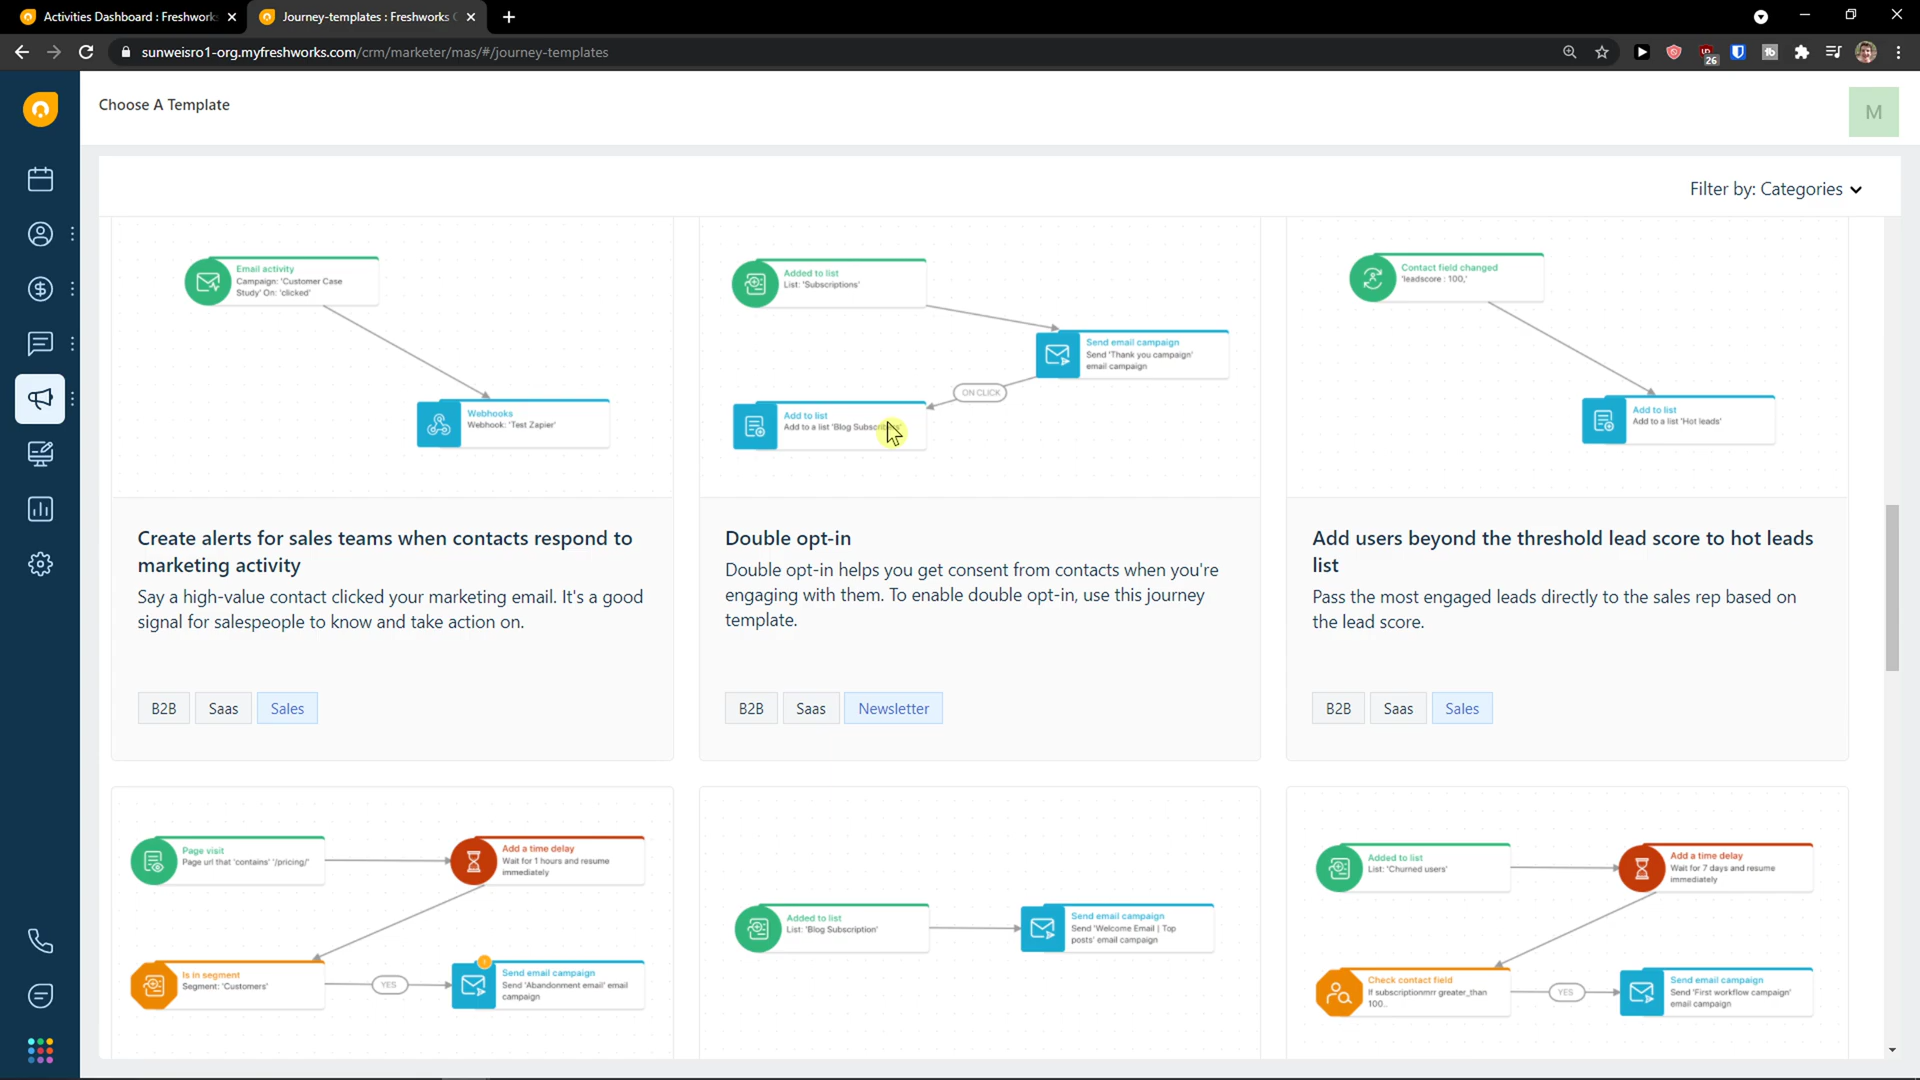 Activities Dashboard : Freshwork
Journey-templates : Freshworks
sunweisro1-org.myfreshworks.com/crm/marketer/mas/#/journey-templates
26
Choose A Template
M
Filter by: Categories
Email activity
Campaign: 'Customer Case
Study' On: 'clicked'
Webhooks
Webhook: 'Test Zapier'
Create alerts for sales teams when contacts respond to
marketing activity
Say a high-value contact clicked your marketing email. It's a good
signal for salespeople to know and take action on.
B2B
Saas
Sales
Added to list
List: 'Subscriptions'
Send email campaign
Send 'Thank you campaign'
email campaign
ON CLICK
Add to list
Add to a list 'Blog
Double opt-in
Double opt-in helps you get consent from contacts when you're
engaging with them. To enable double opt-in, use this journey
template.
B2B
Saas
Newsletter
Contact field changed
'leadscore : 100,'
Add to list
Add to a list 'Hot leads'
Add users beyond the threshold lead score to hot leads
list
Pass the most engaged leads directly to the sales rep based on
the lead score.
B2B
Saas
Sales
Page visit
Page url that 'contains' '/pricing/'
Add a time delay
Wait for 1 hours and resume
immediately
Is in segment
Segment: 'Customers'
YES
Send email campaign
Send 'Abandonment email' email
campaign
Added to list
List: 'Blog Subscription'
Send email campaign
Send 'Welcome Email | Top
posts' email campaign
Added to list
List: 'Churned users'
Add a time delay
Wait for 7 days and resume
immediately
Check contact field
If subscriptionmrr greater_than
100..
YES
Send email campaign
Send 'First workflow campaign'
email campaign